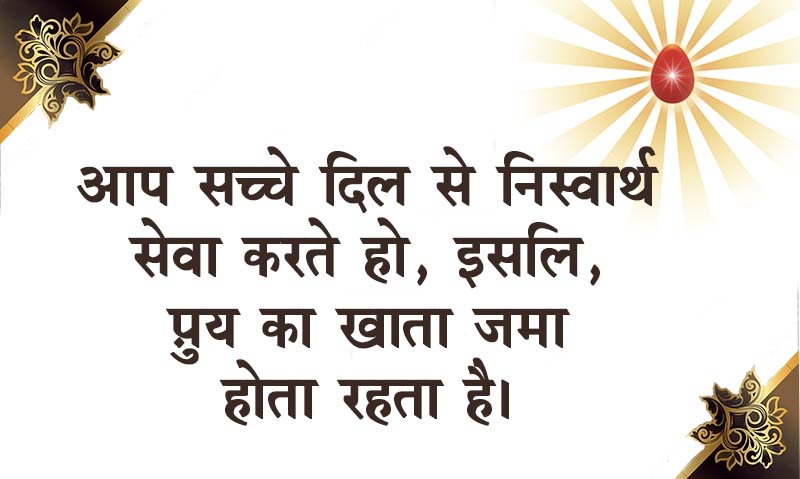 आप सच्चे दिल से निस्वार्थ
सेवा करते हो, इसलि,
पु़य का खाता जमा
होता रहता है।